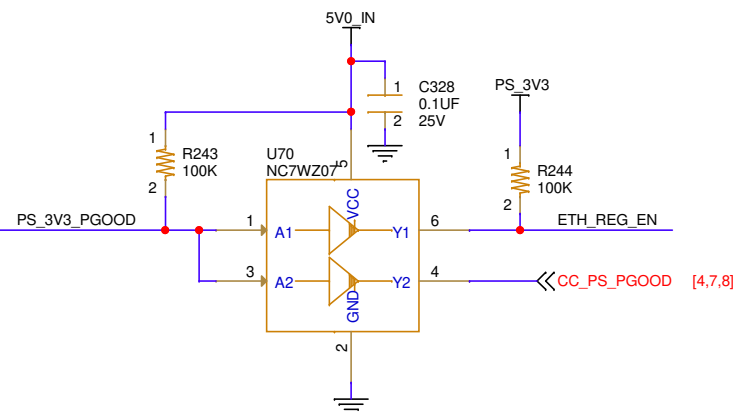 5V0_IN
1
C328
0.1UF
2
25V
PS_3V3
1
R243
100K
2
U70
NC7WZ07
5
VCC
1
R244
100K
2
PS_3V3_PGOOD
1
A1
Y1
6
ETH_REG_EN
3
A2
Y2
4
CC_PS_PGOOD [4,7,8]
GND
2